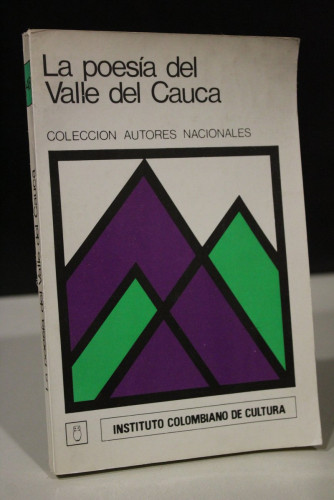 La poesía del
Valle del Cauca
COLECCION AUTORES NACIONALES
INSTITUTO COLOMBIANO DE CULTURA
La poesía del Valle del Cauca